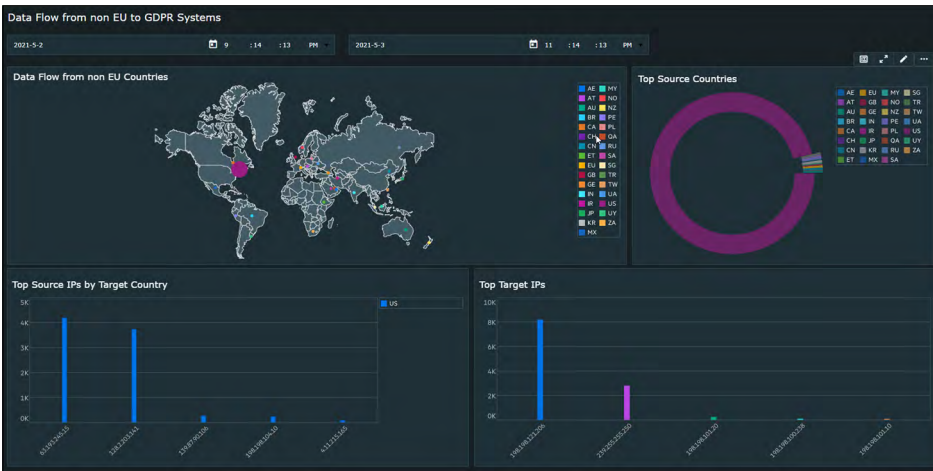 Data Flow from non EU to GDPR Systems
2021-5-2 9 :14 :13 PM 2021-5-3 11 :14 :13 PM
Data Flow from non EU Countries
AE MY
AT NO
AU NZ
BR PE
CA PL
CH QA
CN RU
ET SA
EU SG
GB TR
GE TW
IN UA
IR US
JP UY
KR ZA
MX
Top Source Countries
AE EU MY SG
AT GB NO TR
AU GE NZ TW
BR IN PE UA
CA IR PL US
CH JP QA UY
CN KR RU ZA
ET MX SA
Top Source IPs by Target Country
5K
4K
3K
2K
1K
0K
US
Top Target IPs
10K
8K
6K
4K
2K
0K